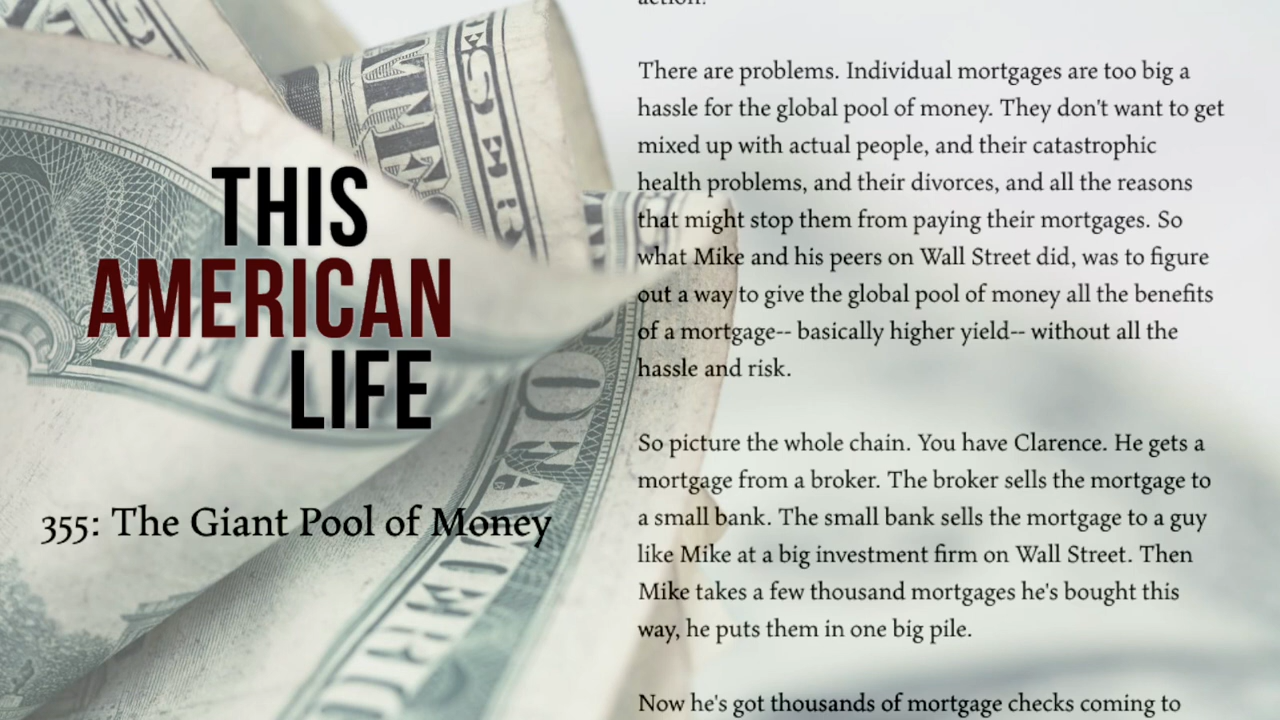 THIS
AMERICAN
LIFE
355: The Giant Pool of Money
action.
There are problems. Individual mortgages are too big a
hassle for the global pool of money. They don't want to get
mixed up with actual people, and their catastrophic
health problems, and their divorces, and all the reasons
that might stop them from paying their mortgages. So
what Mike and his peers on Wall Street did, was to figure
out a way to give the global pool of money all the benefits
of a mortgage-- basically higher yield-- without all the
hassle and risk.
So picture the whole chain. You have Clarence. He gets a
mortgage from a broker. The broker sells the mortgage to
a small bank. The small bank sells the mortgage to a guy
like Mike at a big investment firm on Wall Street. Then
Mike takes a few thousand mortgages he's bought this
way, he puts them in one big pile.
Now he's got thousands of mortgage checks coming to